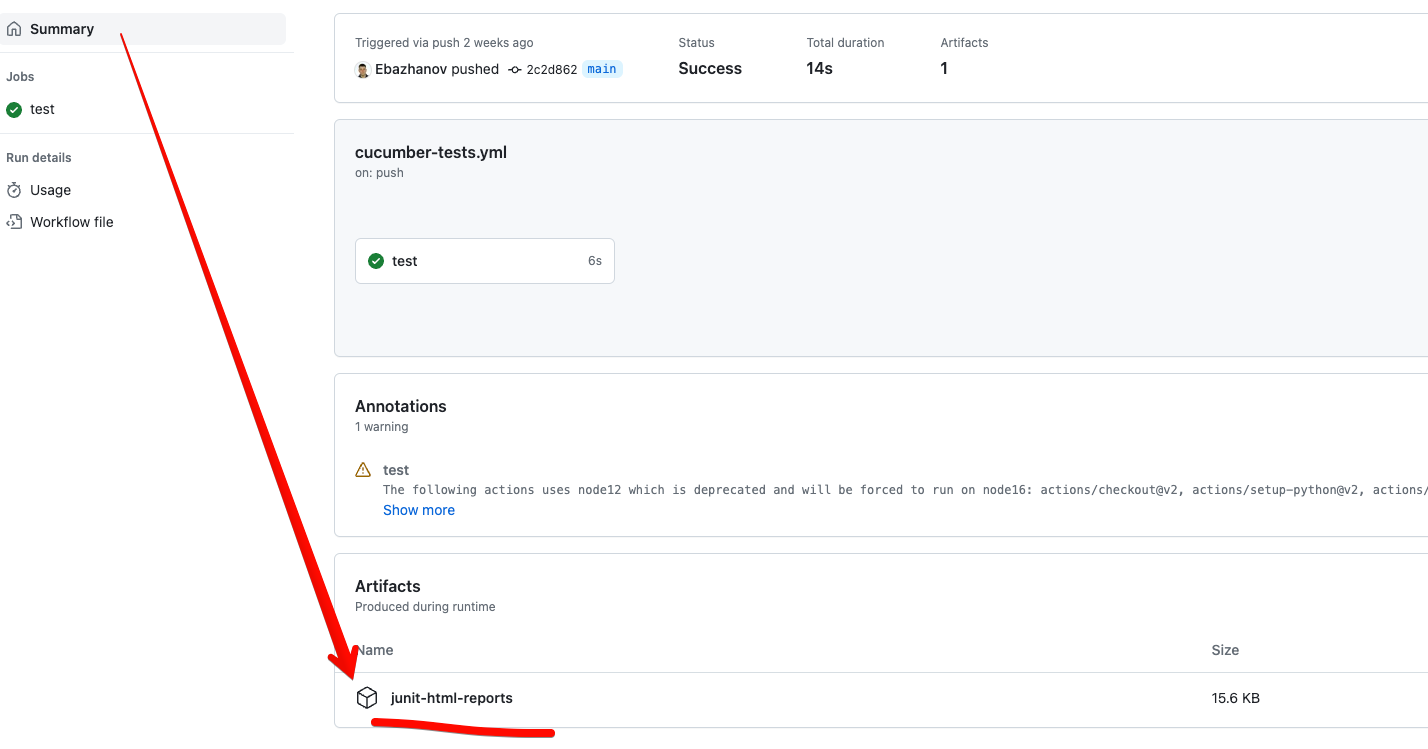 Summary
Jobs
test
Run details
Usage
Workflow file
Triggered via push 2 weeks ago
Ebazhanov pushed 2c2d862 main
Status
Success
Total duration
14s
Artifacts
1
cucumber-tests.yml
on: push
test 6s
Annotations
1 warning
test
The following actions uses node12 which is deprecated and will be forced to run on node16: actions/checkout@v2, actions/setup-python@v2, actions/
Show more
Artifacts
Produced during runtime
Name Size
junit-html-reports 15.6 KB